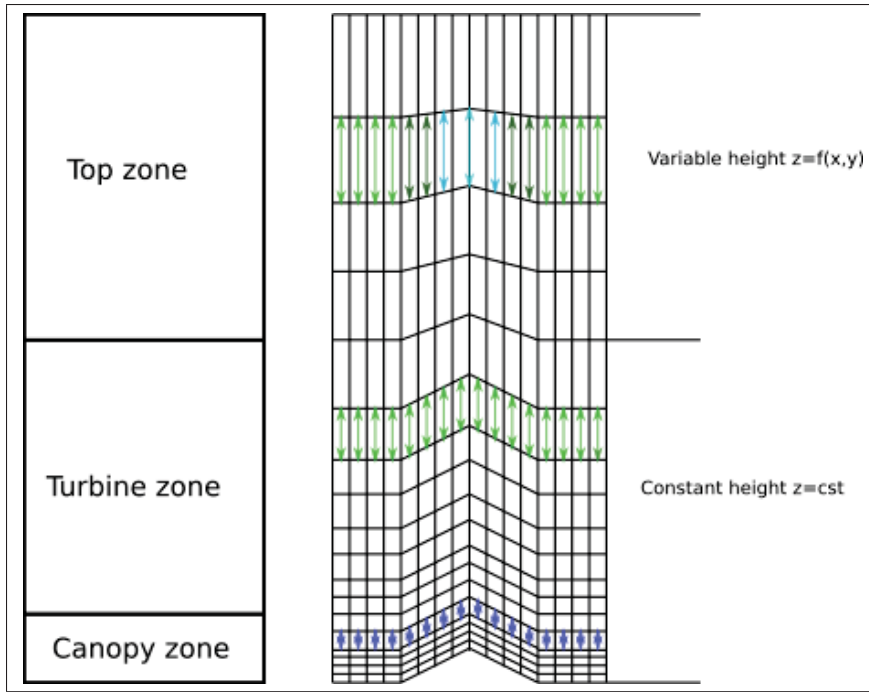 Top zone
Variable height z=f(x,y)
Turbine zone
Constant height z=cst
Canopy zone